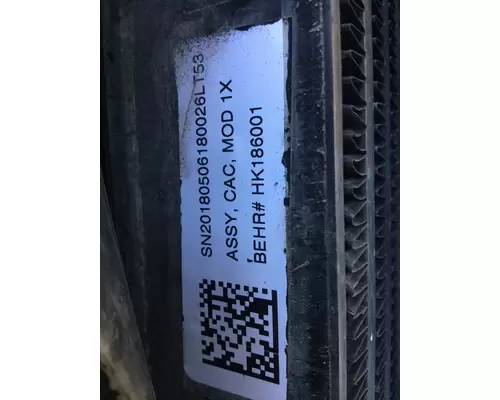 SN20180506180026LT53
ASSY, CAC, MOD 1X
BEHR# HK186001